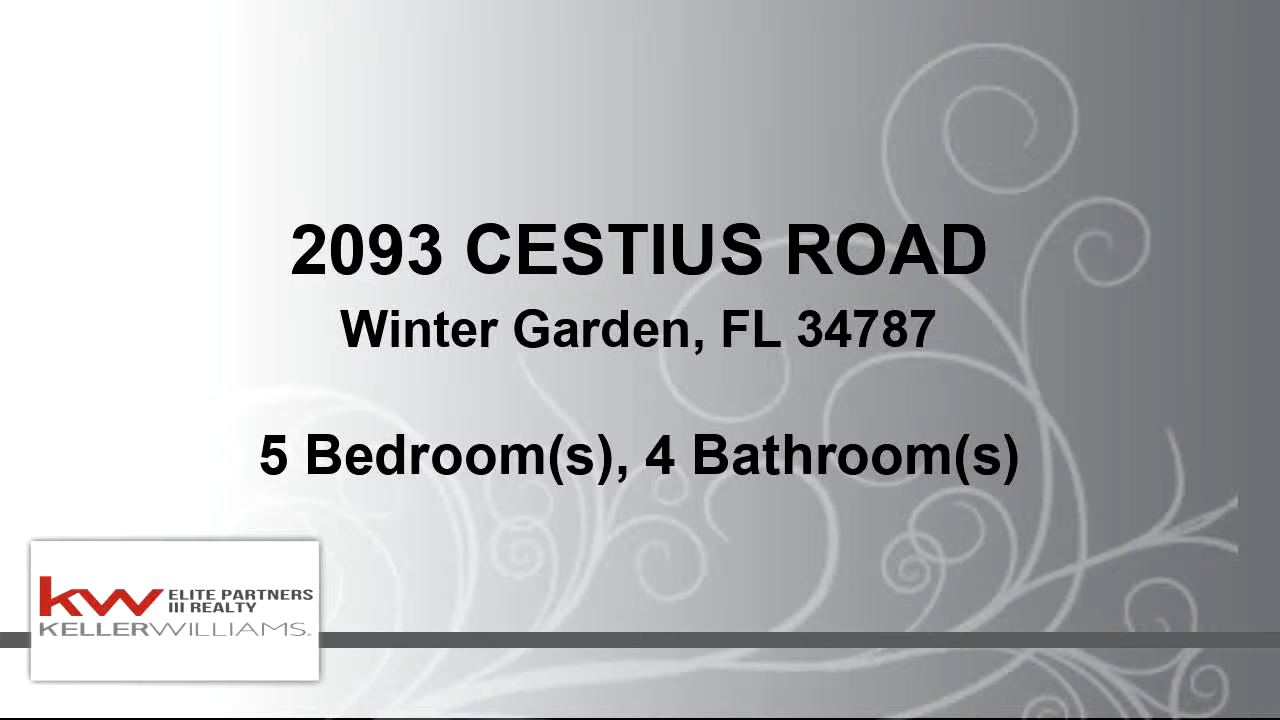 2093 CESTIUS ROAD
Winter Garden, FL 34787
5 Bedroom(s), 4 Bathroom(s)
kw ELITE PARTNERS
III REALTY
KELLERWILLIAMS.